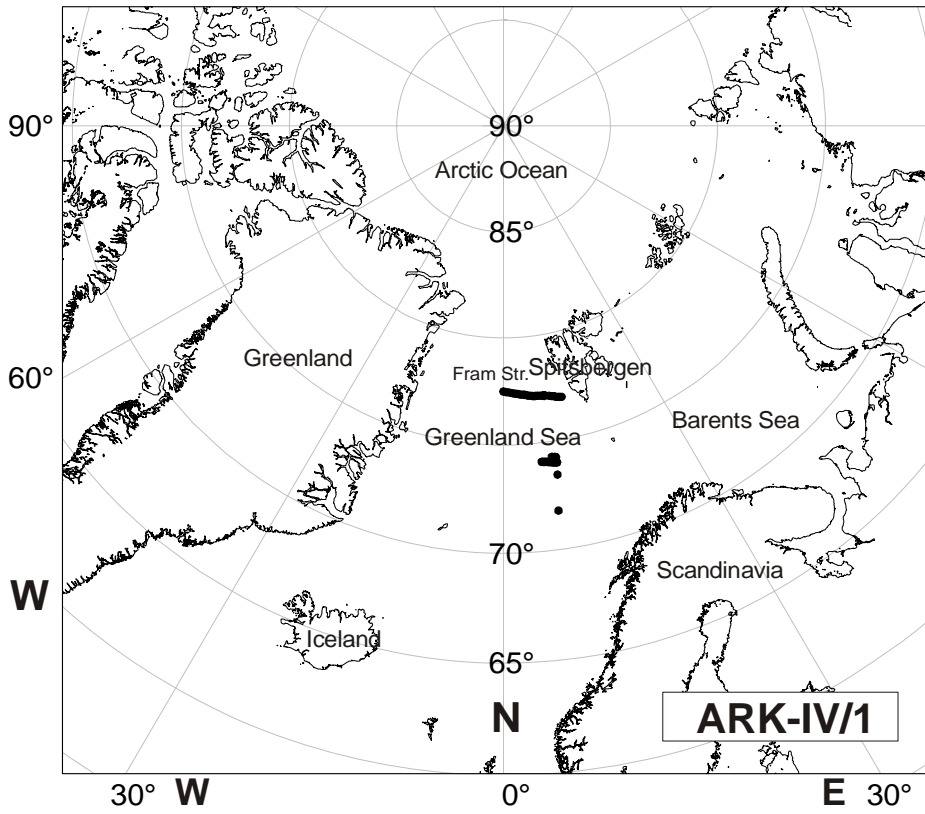 90°
90°
Arctic Ocean
85°
Greenland
60°
Fram Str.
Spitsbergen
Barents Sea
Greenland Sea
70°
Scandinavia
W
Iceland
65°
N
ARK-IV/1
30°
W
0°
E
30°